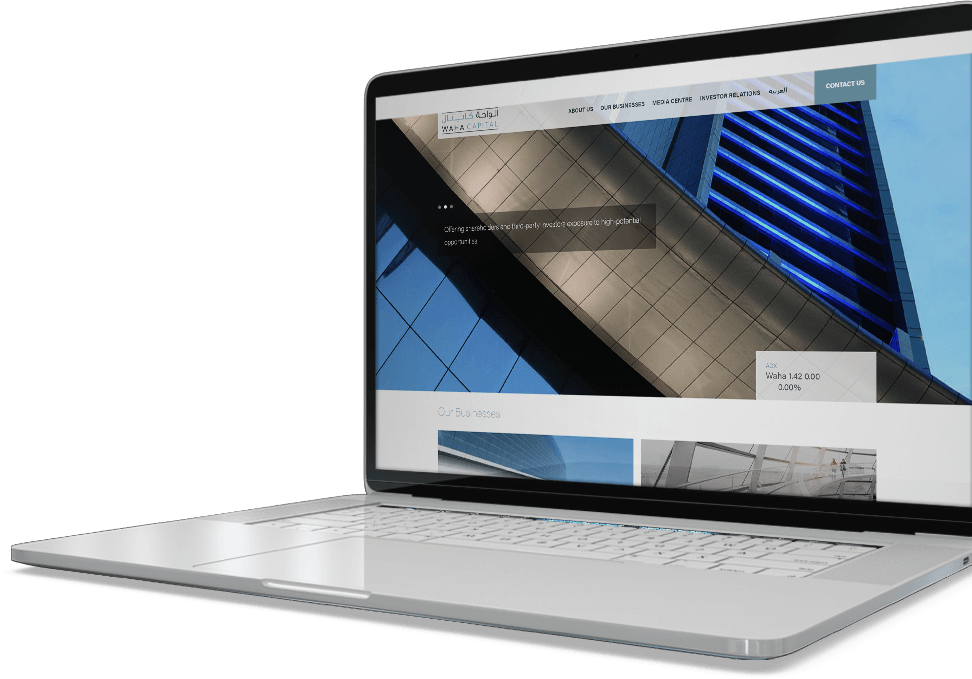 الواحة كابيتال
WAHA CAPITAL
ABOUT US OUR BUSINESSES MEDIA CENTRE INVESTOR RELATIONS العربية
CONTACT US
Offering shareholders and third-party investors exposure to high-potential
opportunities
ADX
Waha 1.42 0.00
0.00%
Our Businesses